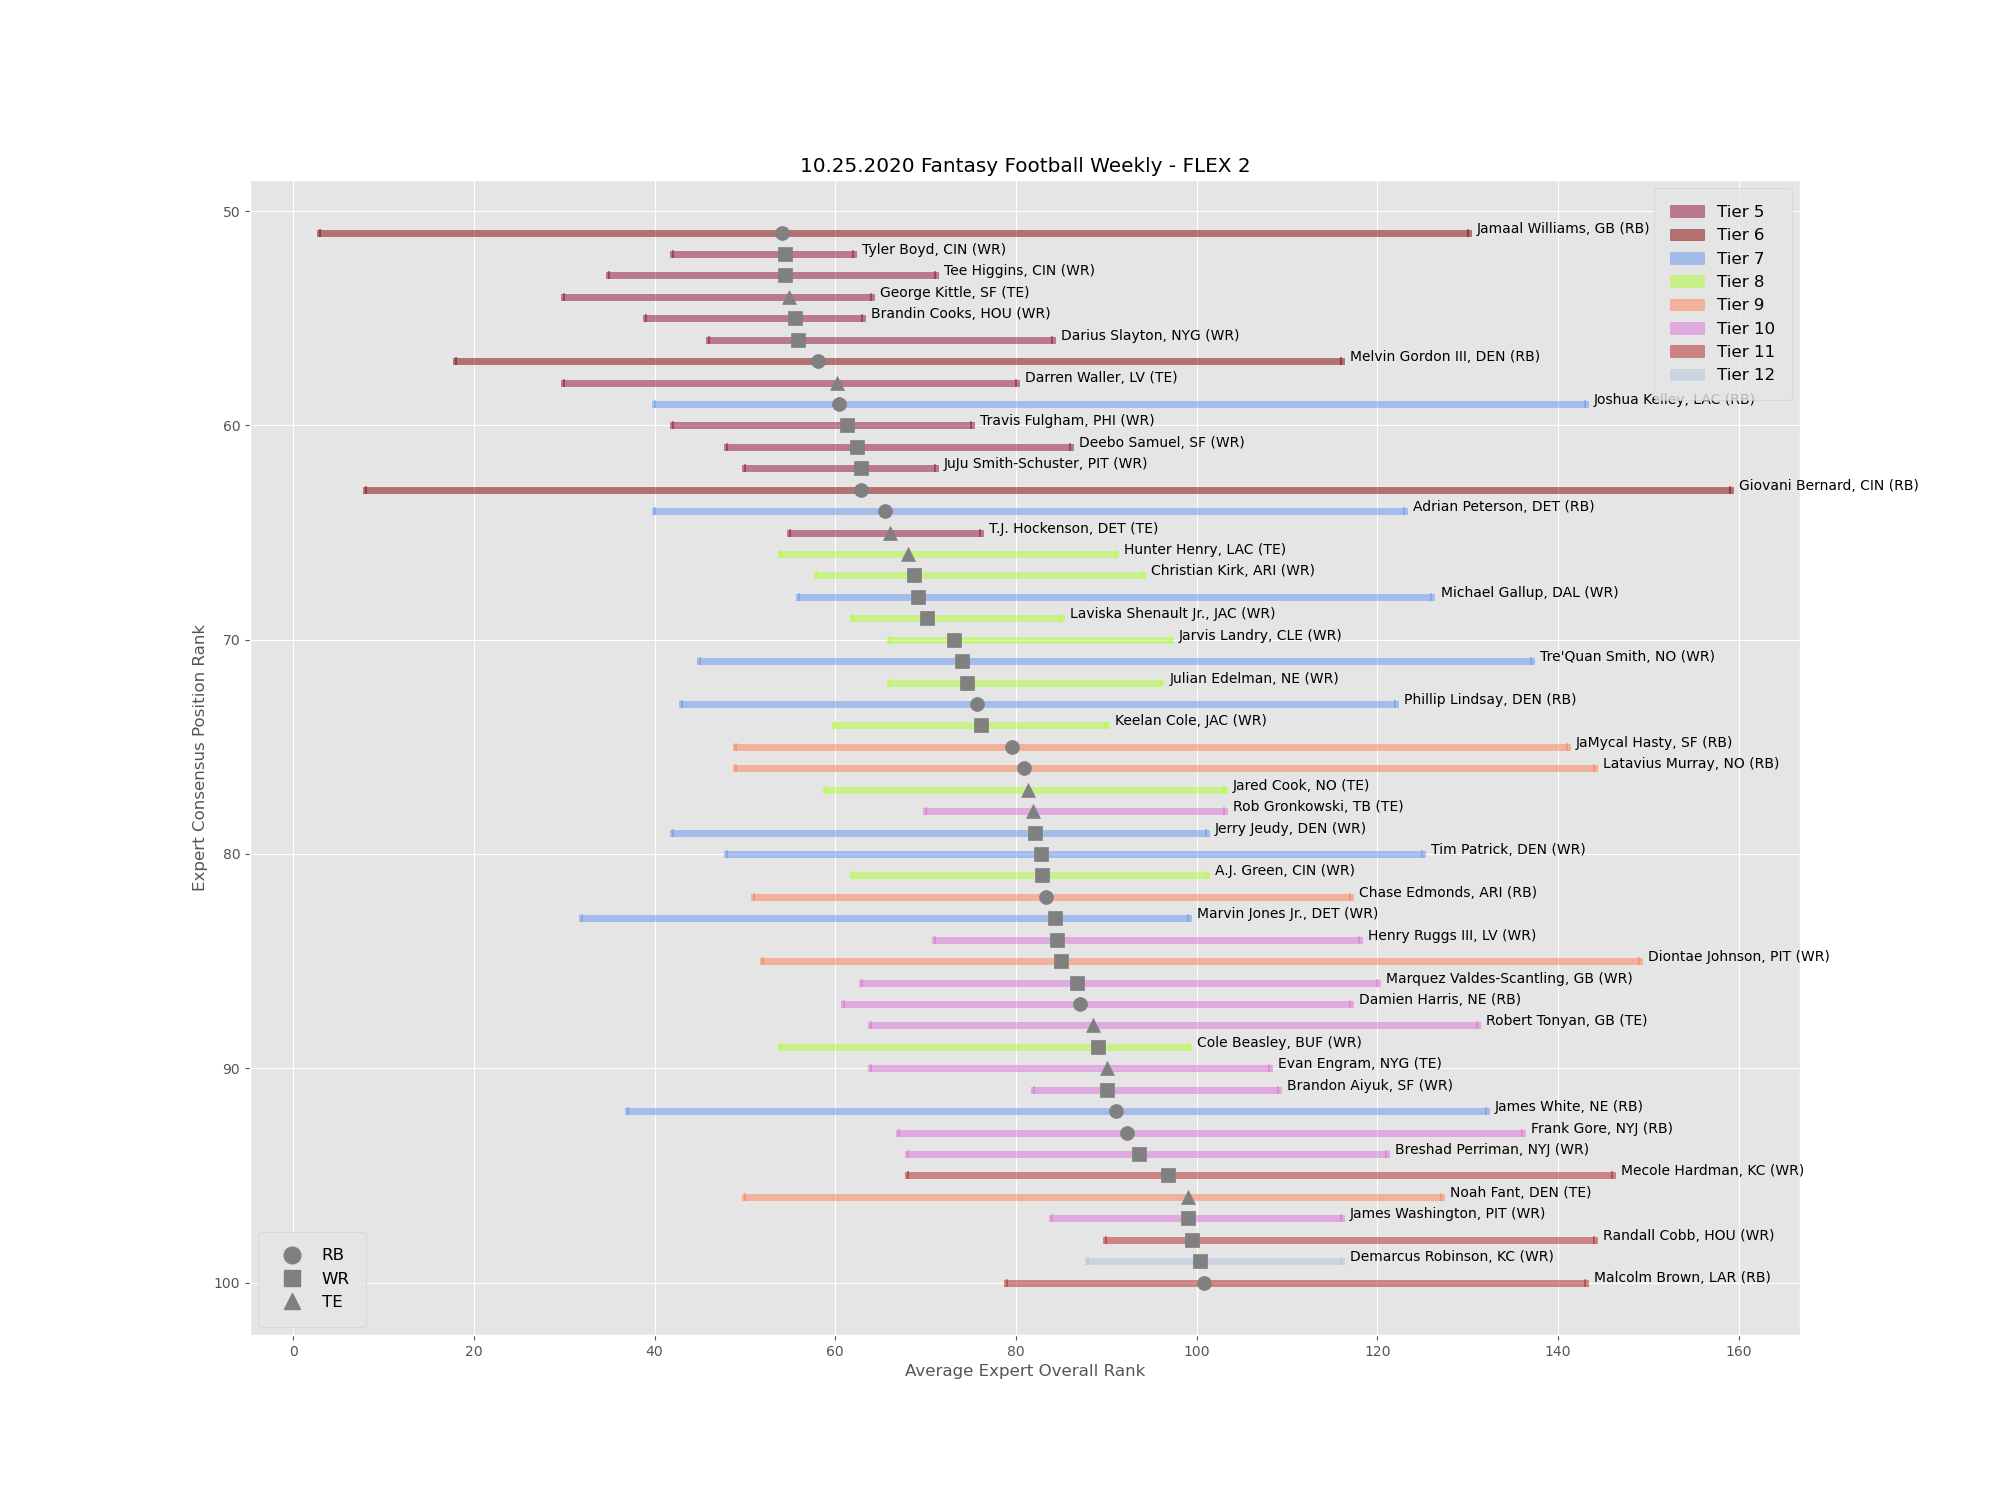 10.25.2020 Fantasy Football Weekly - FLEX 2
Tier 5
Tier 6
Tier 7
Tier 8
Tier 9
Tier 10
Tier 11
Tier 12
Jamaal Williams, GB (RB)
Tyler Boyd, CIN (WR)
Tee Higgins, CIN (WR)
George Kittle, SF (TE)
Brandin Cooks, HOU (WR)
Darius Slayton, NYG (WR)
Melvin Gordon III, DEN (RB)
Darren Waller, LV (TE)
Joshua Kelley, LAC (RB)
Travis Fulgham, PHI (WR)
Deebo Samuel, SF (WR)
JuJu Smith-Schuster, PIT (WR)
Giovani Bernard, CIN (RB)
Adrian Peterson, DET (RB)
T.J. Hockenson, DET (TE)
Hunter Henry, LAC (TE)
Christian Kirk, ARI (WR)
Michael Gallup, DAL (WR)
Laviska Shenault Jr., JAC (WR)
Jarvis Landry, CLE (WR)
Tre'Quan Smith, NO (WR)
Julian Edelman, NE (WR)
Phillip Lindsay, DEN (RB)
Keelan Cole, JAC (WR)
JaMycal Hasty, SF (RB)
Latavius Murray, NO (RB)
Jared Cook, NO (TE)
Rob Gronkowski, TB (TE)
Jerry Jeudy, DEN (WR)
Tim Patrick, DEN (WR)
A.J. Green, CIN (WR)
Chase Edmonds, ARI (RB)
Marvin Jones Jr., DET (WR)
Henry Ruggs III, LV (WR)
Diontae Johnson, PIT (WR)
Marquez Valdes-Scantling, GB (WR)
Damien Harris, NE (RB)
Robert Tonyan, GB (TE)
Cole Beasley, BUF (WR)
Evan Engram, NYG (TE)
Brandon Aiyuk, SF (WR)
James White, NE (RB)
Frank Gore, NYJ (RB)
Breshad Perriman, NYJ (WR)
Mecole Hardman, KC (WR)
Noah Fant, DEN (TE)
James Washington, PIT (WR)
Randall Cobb, HOU (WR)
Demarcus Robinson, KC (WR)
Malcolm Brown, LAR (RB)
RB
WR
TE
50
60
70
80
90
100
Expert Consensus Position Rank
0 20 40 60 80 100 120 140 160
Average Expert Overall Rank